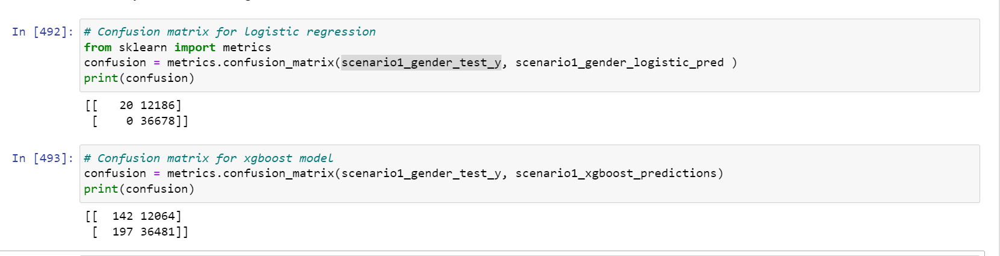 In [492]: # Confusion matrix for logistic regression
from sklearn import metrics
confusion = metrics.confusion_matrix(scenario1_gender_test_y, scenario1_gender_logistic_pred )
print(confusion)
[[   20 12186]
 [    0 36678]]
In [493]: # Confusion matrix for xgboost model
confusion = metrics.confusion_matrix(scenario1_gender_test_y, scenario1_xgboost_predictions)
print(confusion)
[[  142 12064]
 [  197 36481]]